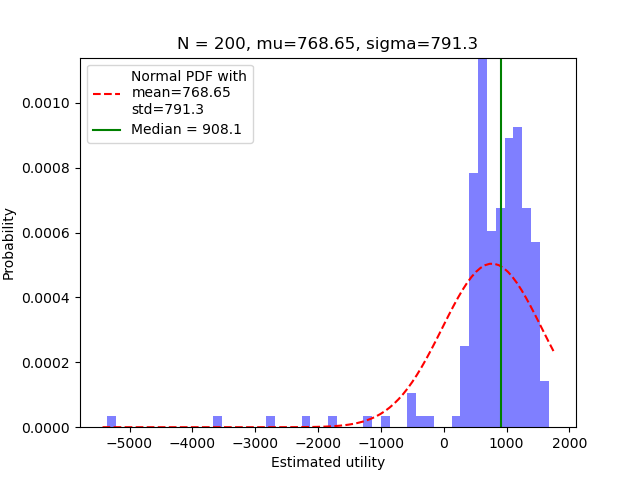 N = 200, mu=768.65, sigma=791.3
Normal PDF with
mean=768.65
std=791.3
Median = 908.1
Probability
0.0010
0.0008
0.0006
0.0004
0.0002
0.0000
−5000 −4000 −3000 −2000 −1000 0 1000 2000
Estimated utility